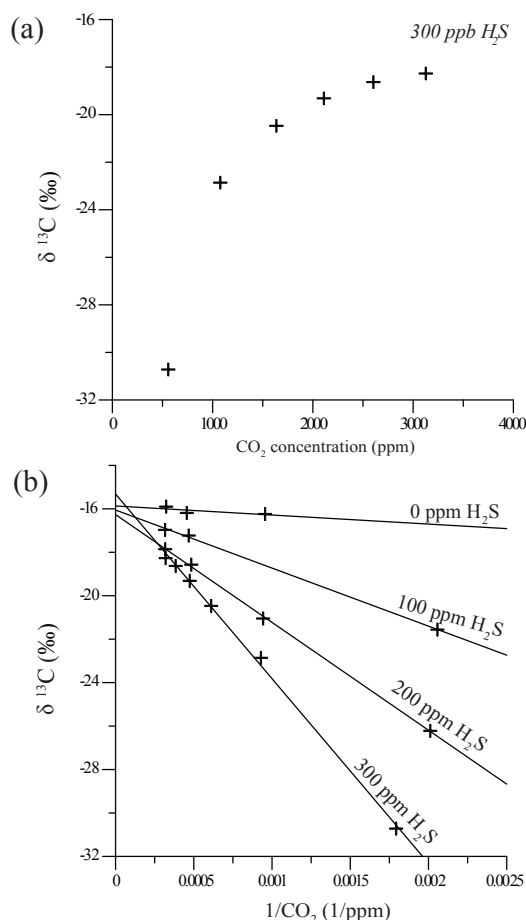 (a)
300 ppb H₂S
-16
-20
-24
-28
-32
δ ¹³C (‰)
0
1000
2000
3000
4000
CO₂ concentration (ppm)
(b)
-16
-20
-24
-28
-32
δ ¹³C (‰)
0 ppm H₂S
100 ppm H₂S
200 ppm H₂S
300 ppm H₂S
0
0.0005
0.001
0.0015
0.002
0.0025
1/CO₂ (1/ppm)